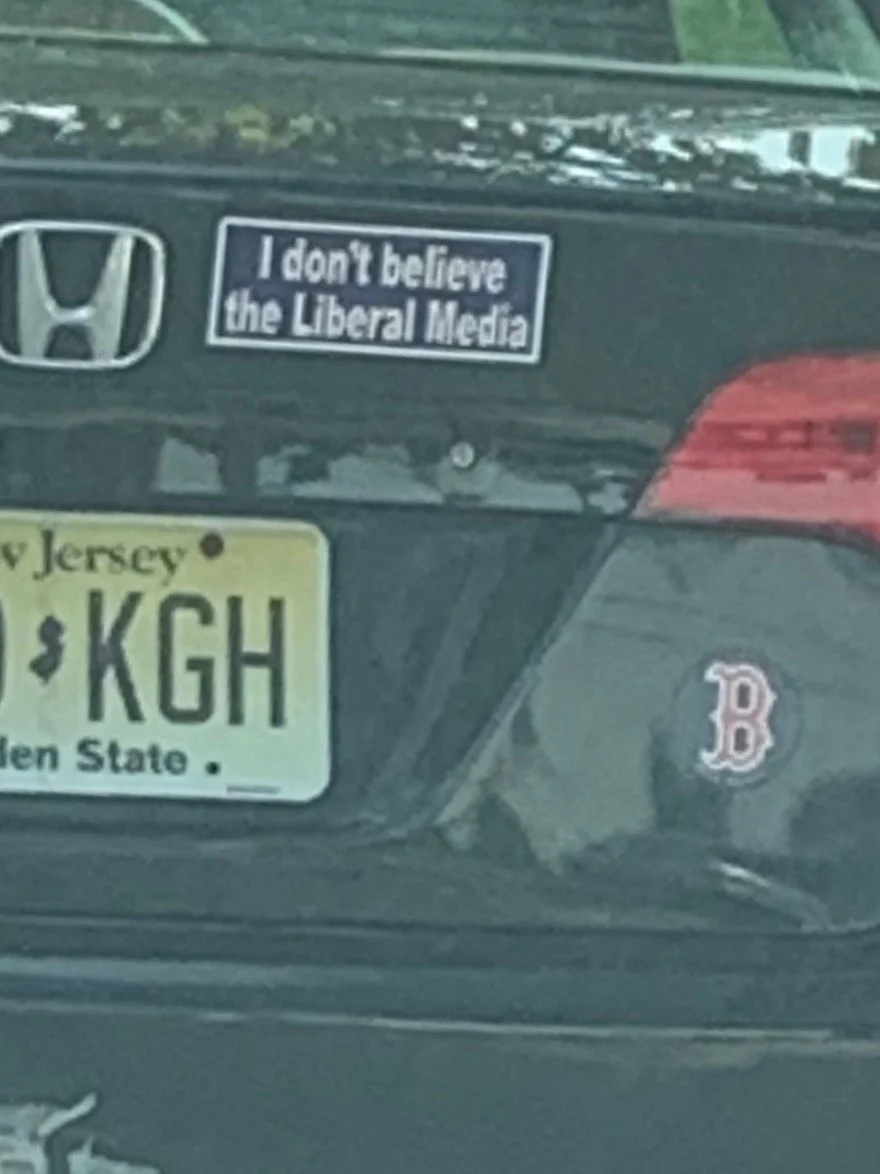 I don't believe
the Liberal Media
Jersey
KGH
State
B